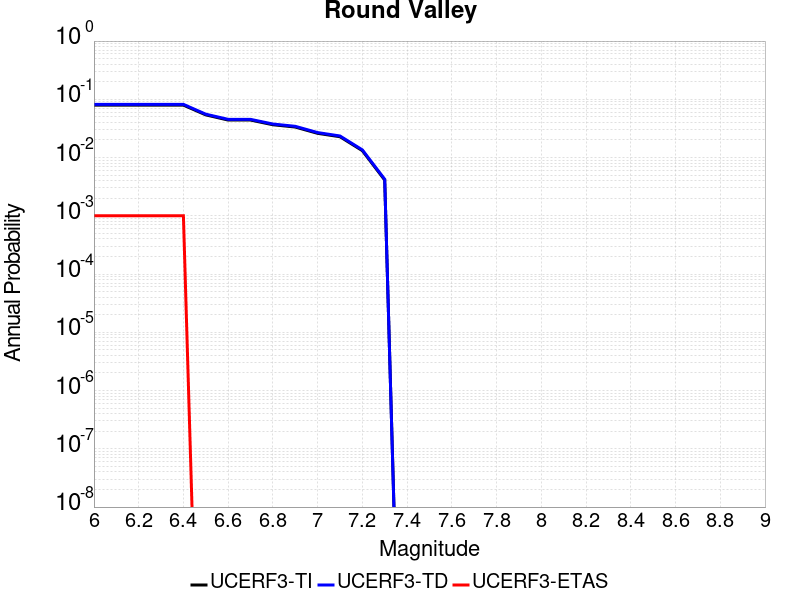 Round Valley
10^0
10^-1
10^-2
10^-3
10^-4
10^-5
10^-6
10^-7
10^-8
Annual Probability
6 6.2 6.4 6.6 6.8 7 7.2 7.4 7.6 7.8 8 8.2 8.4 8.6 8.8 9
Magnitude
UCERF3-TI UCERF3-TD UCERF3-ETAS